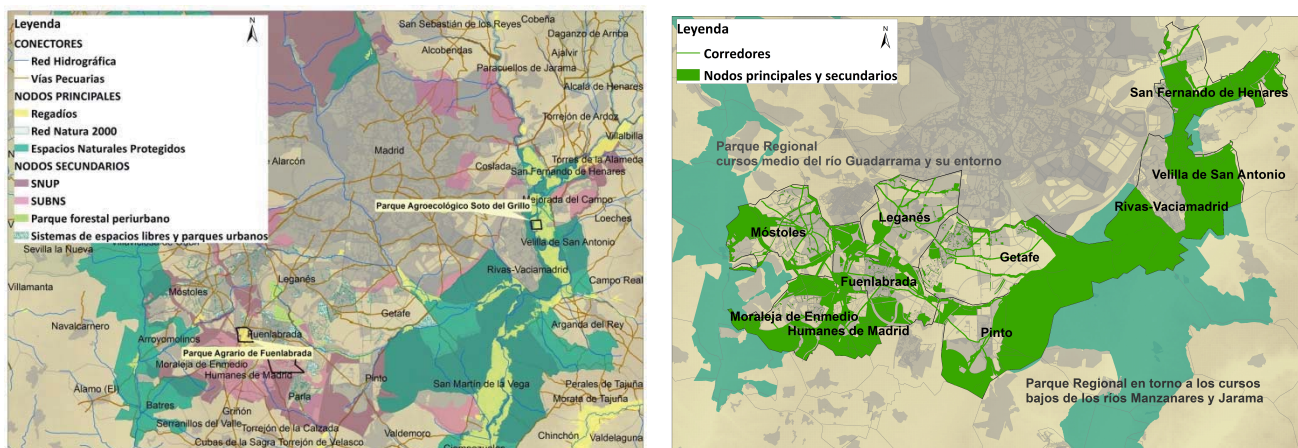 Leyenda
CONECTORES
Red Hidrográfica
Vías Pecuarias
NODOS PRINCIPALES
Regadíos
Red Natura 2000
Espacios Naturales Protegidos
NODOS SECUNDARIOS
SNUP
SUBNS
Parque forestal periurbano
Sistemas de espacios libres y parques urbanos
N
San Sebastián de los Reyes
Cobeña
Daganzo de Arriba
Alcobendas
Ajalvir
Paracuellos de Jarama
Alcalá de Henares
Torrejón de Ardoz
Villalbilla
Madrid
Coslada
Torres de la Alameda
San Fernando de Henares
de Alarcón
Mejorada del Campo
Parque Agroecológico Soto del Grillo
Loeches
Velilla de San Antonio
Sevilla la Nueva
Rivas-Vaciamadrid
Campo Real
Villamanta
Leganés
Móstoles
Getafe
Navalcarnero
Arganda del Rey
Fuenlabrada
Arroyomolinos
Parque Agrario de Fuenlabrada
Moraleja de Enmedio
Humanes de Madrid
Pinto
San Martín de la Vega
Perales de Tajuña
Álamo (El)
Parla
Morata de Tajuña
Batres
Griñón
Serranillos del Valle
Torrejón de la Calzada
Valdemoro
Chinchón
Valdelaguna
Cubas de la Sagra
Torrejón de Velasco
Ciempozuelos
Leyenda
Corredores
Nodos principales y secundarios
N
San Fernando de Henares
Parque Regional
cursos medio del río Guadarrama y su entorno
Velilla de San Antonio
Rivas-Vaciamadrid
Leganés
Móstoles
Getafe
Fuenlabrada
Moraleja de Enmedio
Humanes de Madrid
Pinto
Parque Regional en torno a los cursos
bajos de los ríos Manzanares y Jarama